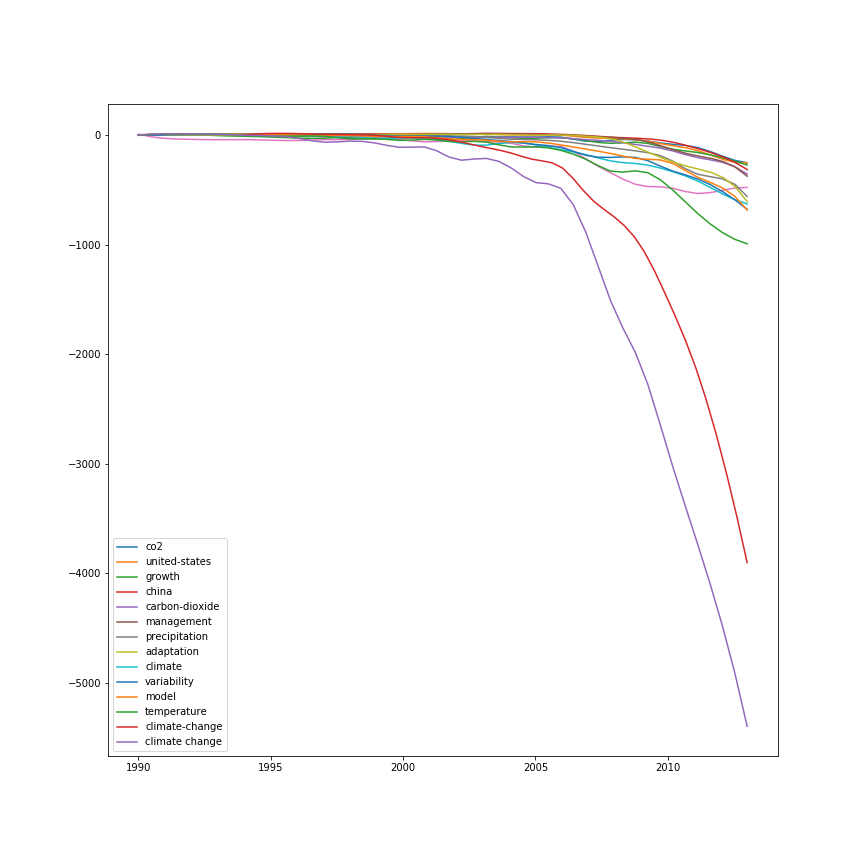 0
−1000
−2000
−3000
−4000
−5000
co2
united-states
growth
china
carbon-dioxide
management
precipitation
adaptation
climate
variability
model
temperature
climate-change
climate change
1990
1995
2000
2005
2010